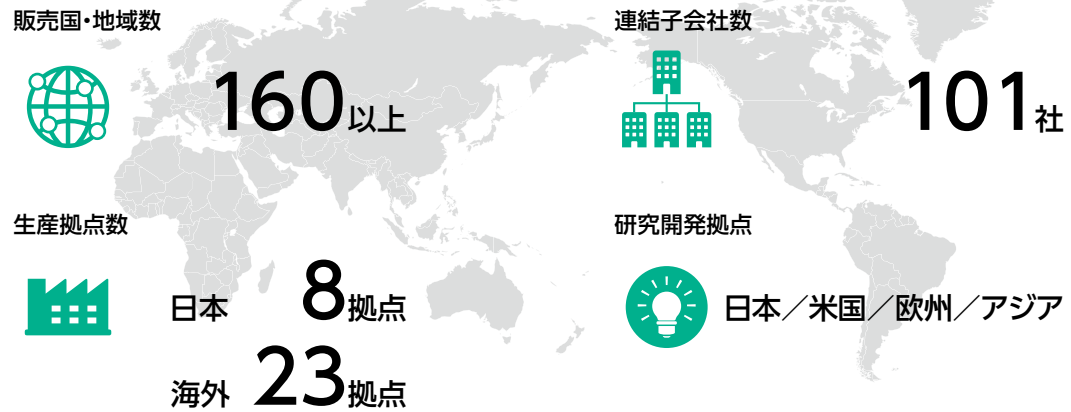 販売国・地域数
160以上
連結子会社数
101社
生産拠点数
日本 8拠点
海外 23拠点
研究開発拠点
日本／米国／欧州／アジア